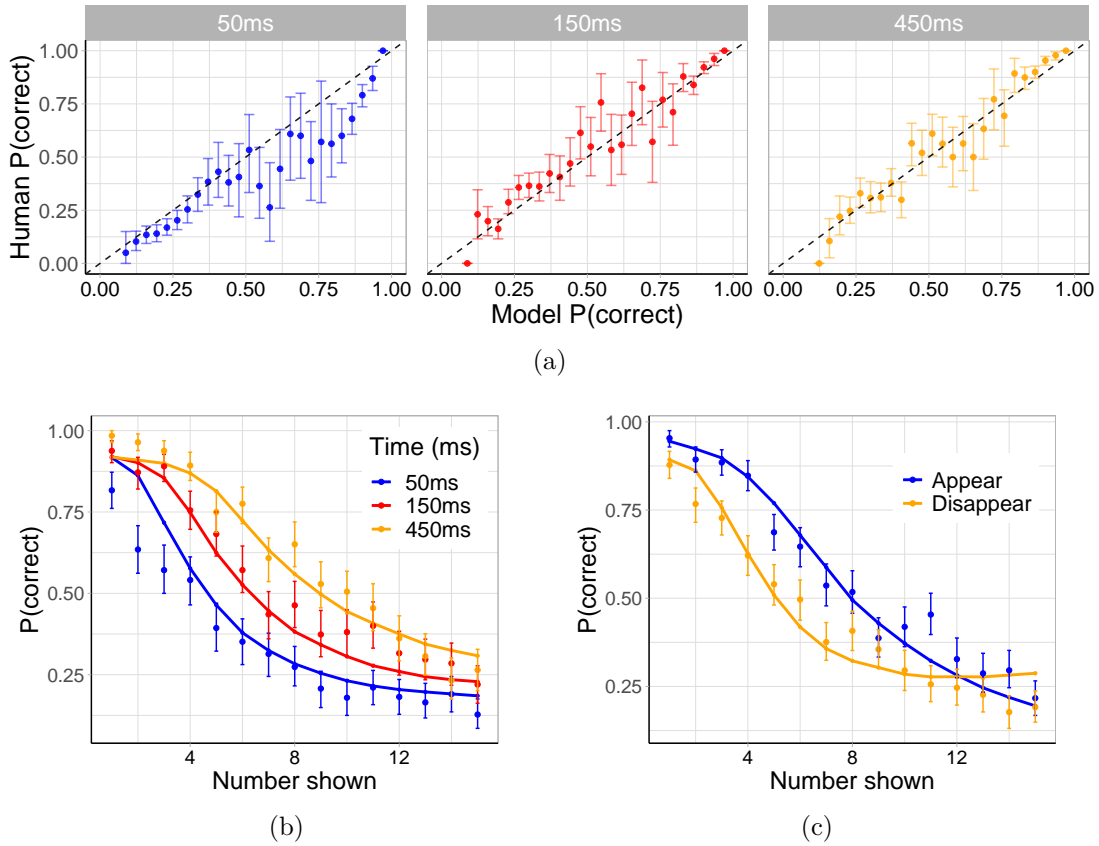 50ms 150ms 450ms
Human P(correct)
1.00
0.75
0.50
0.25
0.00
0.00 0.25 0.50 0.75 1.00 0.00 0.25 0.50 0.75 1.00 0.00 0.25 0.50 0.75 1.00
Model P(correct)
(a)
P(correct)
1.00
0.75
0.50
0.25
4 8 12
Number shown
Time (ms)
50ms
150ms
450ms
(b)
P(correct)
1.00
0.75
0.50
0.25
4 8 12
Number shown
Appear
Disappear
(c)